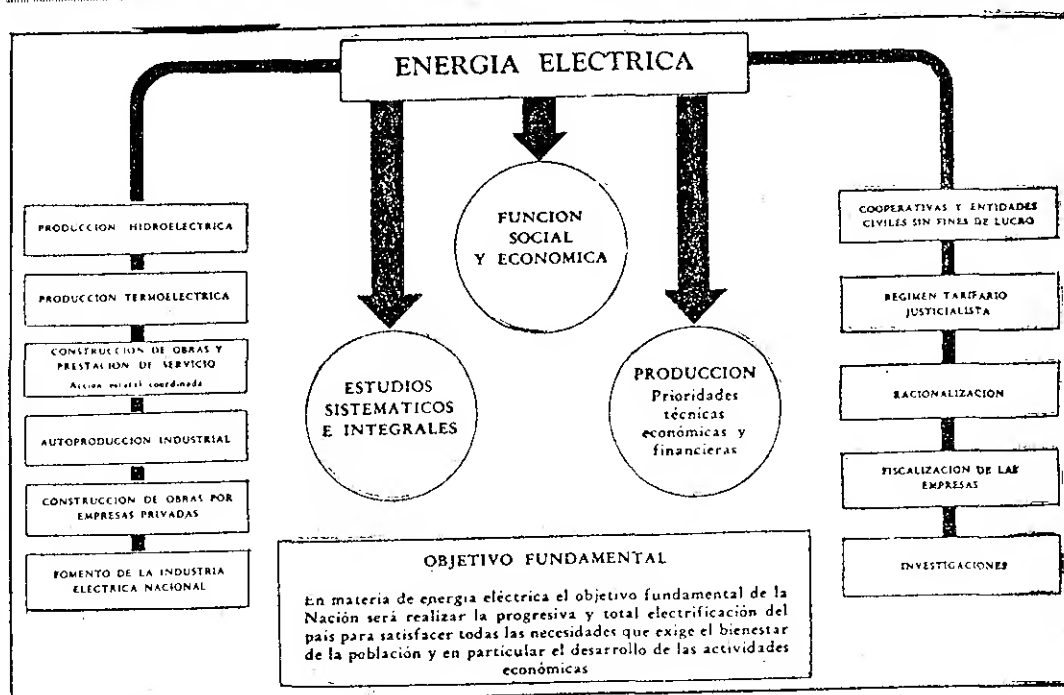 ENERGIA ELECTRICA
FUNCION
SOCIAL
Y ECONOMICA
ESTUDIOS
SISTEMATICOS
E INTEGRALES
PRODUCCION
Prioridades
técnicas
económicas y
financieras
PRODUCCION HIDROELECTRICA
PRODUCCION TERMOELECTRICA
CONSTRUCCION DE OBRAS Y
PRESTACION DE SERVICIO
Acción estatal coordinada
AUTOPRODUCCION INDUSTRIAL
CONSTRUCCION DE OBRAS POR
EMPRESAS PRIVADAS
FOMENTO DE LA INDUSTRIA
ELECTRICA NACIONAL
COOPERATIVAS Y ENTIDADES
CIVILES SIN FINES DE LUCRO
REGIMEN TARIFARIO
JUSTICIALISTA
RACIONALIZACION
FISCALIZACION DE LAS
EMPRESAS
INVESTIGACIONES
OBJETIVO FUNDAMENTAL
En materia de energía eléctrica el objetivo fundamental de la
Nación será realizar la progresiva y total electrificación del
país para satisfacer todas las necesidades que exige el bienestar
de la población y en particular el desarrollo de las actividades
económicas